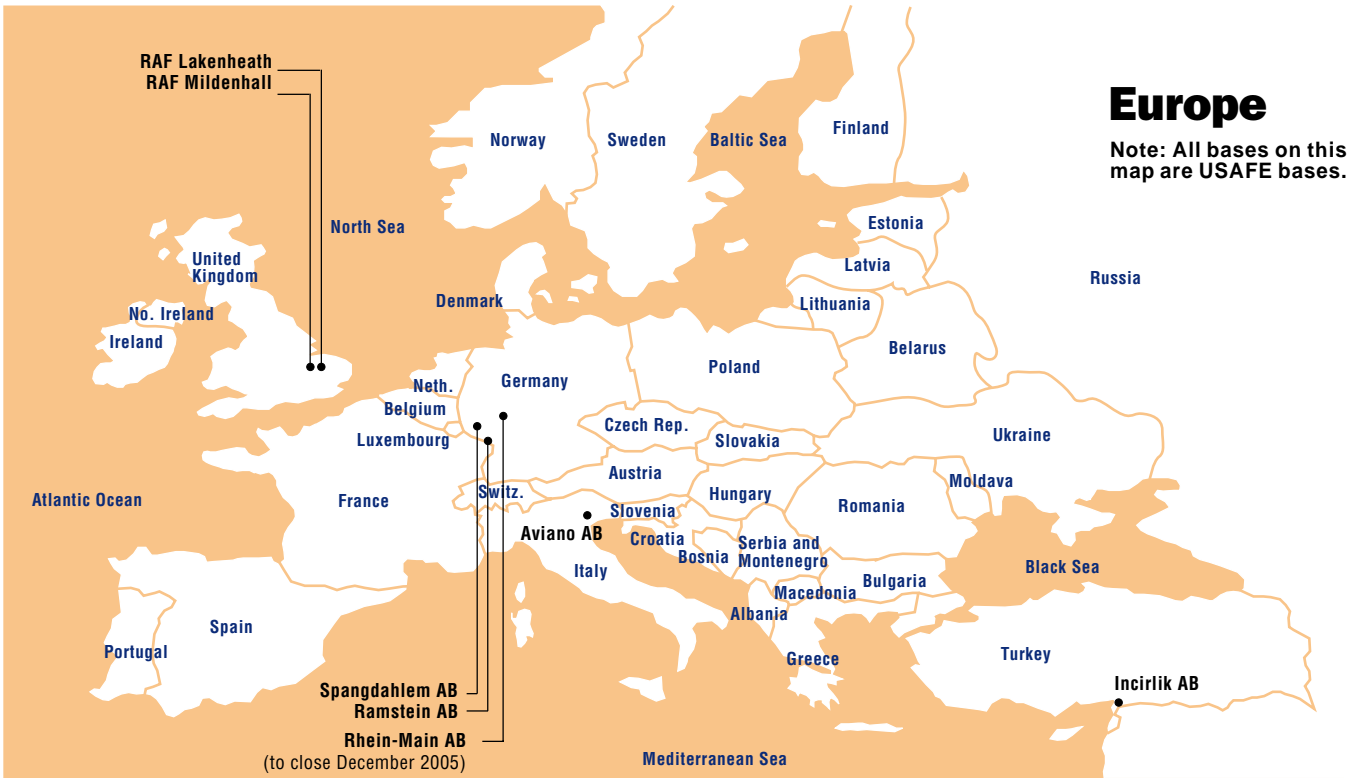 RAF Lakenheath
RAF Mildenhall
Europe
Note: All bases on this
map are USAFE bases.
Norway
Sweden
Baltic Sea
Finland
North Sea
Estonia
United
Kingdom
Latvia
Russia
Denmark
Lithuania
No. Ireland
Ireland
Belarus
Neth.
Germany
Poland
Belgium
Luxembourg
Czech Rep.
Slovakia
Ukraine
Austria
Moldava
Atlantic Ocean
France
Switz.
Hungary
Romania
Slovenia
Aviano AB
Croatia
Bosnia
Serbia and
Montenegro
Black Sea
Italy
Bulgaria
Macedonia
Albania
Spain
Portugal
Greece
Turkey
Spangdahlem AB
Ramstein AB
Incirlik AB
Rhein-Main AB
(to close December 2005)
Mediterranean Sea